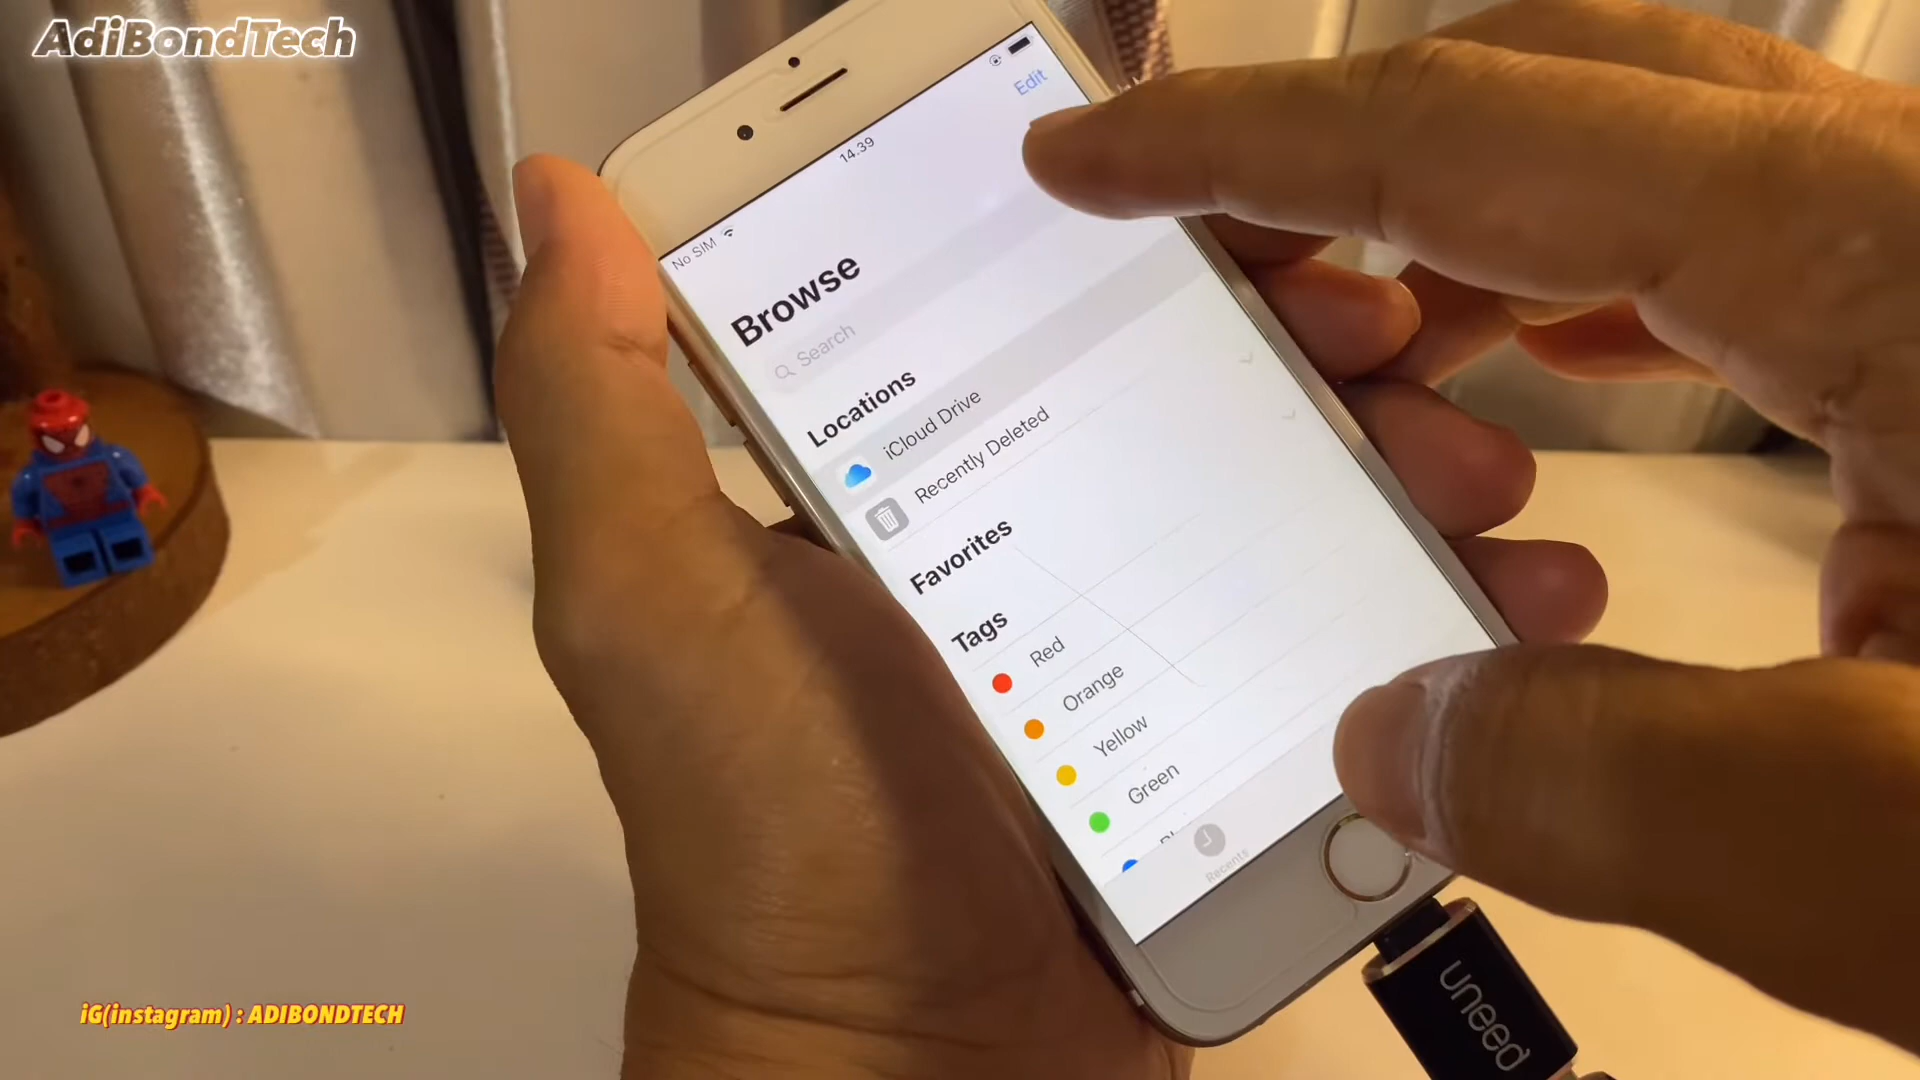 AdiBondTech
14.39
Edit
No SIM
Browse
Search
Locations
iCloud Drive
Recently Deleted
Favorites
Tags
Red
Orange
Yellow
Green
Recents
uneed
iG(instagram) : ADIBONDTECH